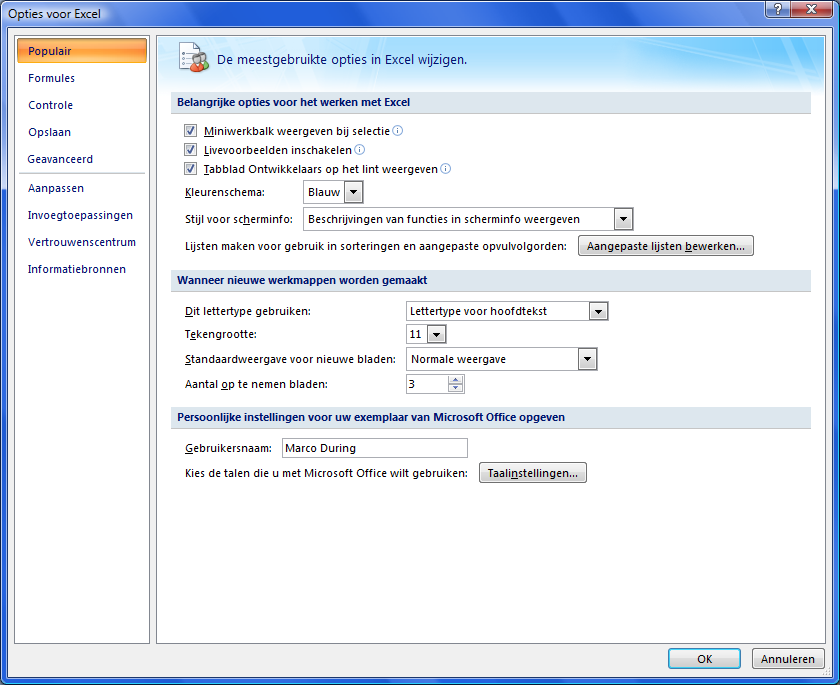 Opties voor Excel
?
Populair
Formules
Controle
Opslaan
Geavanceerd
Aanpassen
Invoegtoepassingen
Vertrouwenscentrum
Informatiebronnen
De meestgebruikte opties in Excel wijzigen.
Belangrijke opties voor het werken met Excel
Miniwerkbalk weergeven bij selectie
Livevoorbeelden inschakelen
Tabblad Ontwikkelaars op het lint weergeven
Kleurenschema: Blauw
Stijl voor scherminfo: Beschrijvingen van functies in scherminfo weergeven
Lijsten maken voor gebruik in sorteringen en aangepaste opvulvolgorden: Aangepaste lijsten bewerken...
Wanneer nieuwe werkmappen worden gemaakt
Dit lettertype gebruiken: Lettertype voor hoofdtekst
Tekengrootte: 11
Standaardweergave voor nieuwe bladen: Normale weergave
Aantal op te nemen bladen: 3
Persoonlijke instellingen voor uw exemplaar van Microsoft Office opgeven
Gebruikersnaam: Marco During
Kies de talen die u met Microsoft Office wilt gebruiken: Taalinstellingen...
OK Annuleren